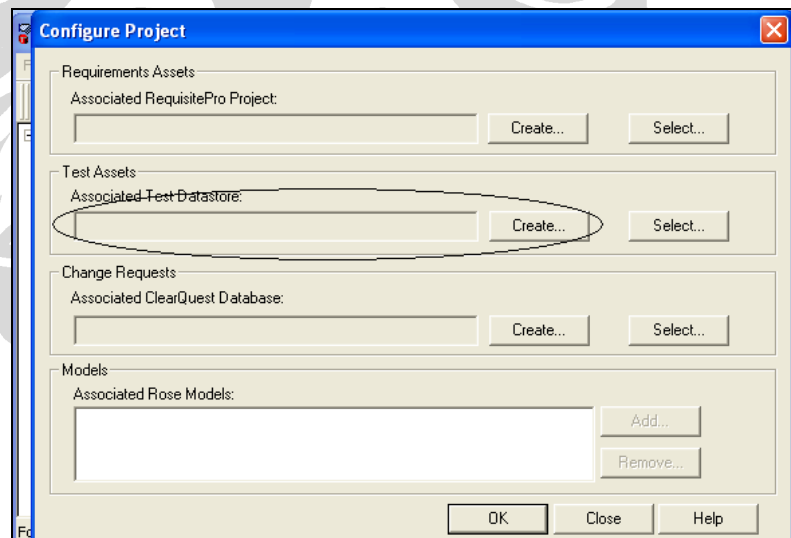 Configure Project
Requirements Assets
Associated RequisitePro Project:
Create...
Select...
Test Assets
Associated Test Datastore:
Create...
Select...
Change Requests
Associated ClearQuest Database:
Create...
Select...
Models
Associated Rose Models:
Add...
Remove...
OK
Close
Help